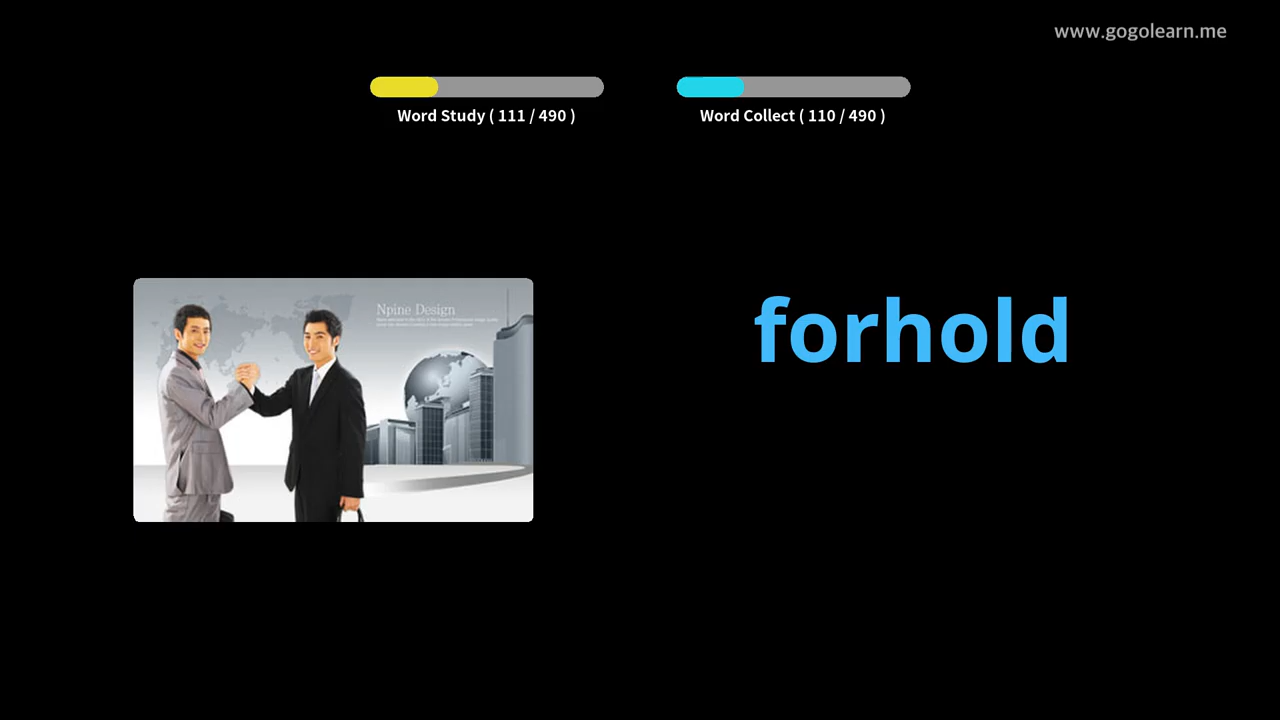 www.gogolearn.me
Word Study ( 111 / 490 )
Word Collect ( 110 / 490 )
Npine Design
forhold